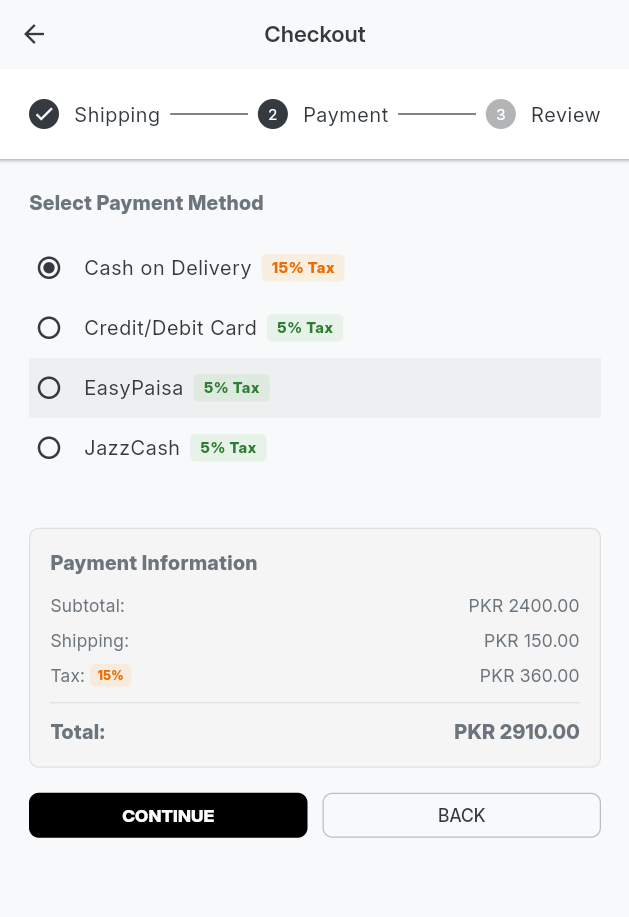 Checkout
Shipping 2 Payment 3 Review
Select Payment Method
Cash on Delivery 15% Tax
Credit/Debit Card 5% Tax
EasyPaisa 5% Tax
JazzCash 5% Tax
Payment Information
Subtotal: PKR 2400.00
Shipping: PKR 150.00
Tax: 15% PKR 360.00
Total: PKR 2910.00
CONTINUE BACK